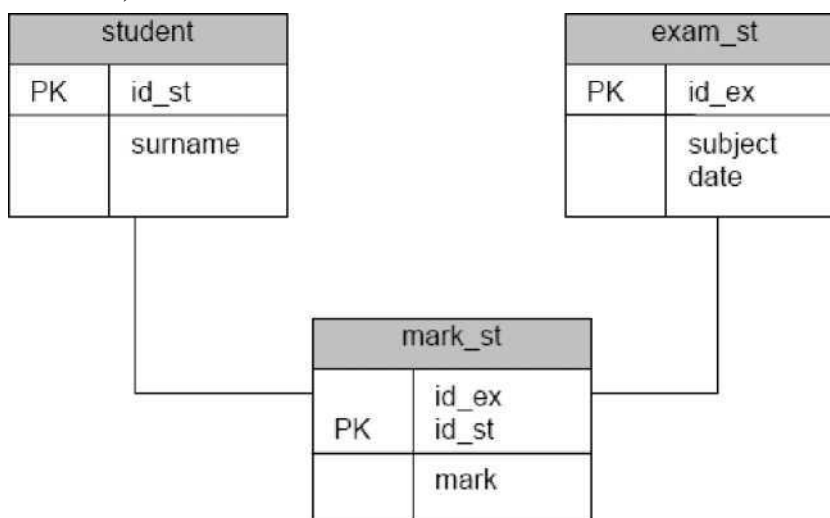 student
PK id_st
surname
exam_st
PK id_ex
subject
date
mark_st
id_ex
PK id_st
mark